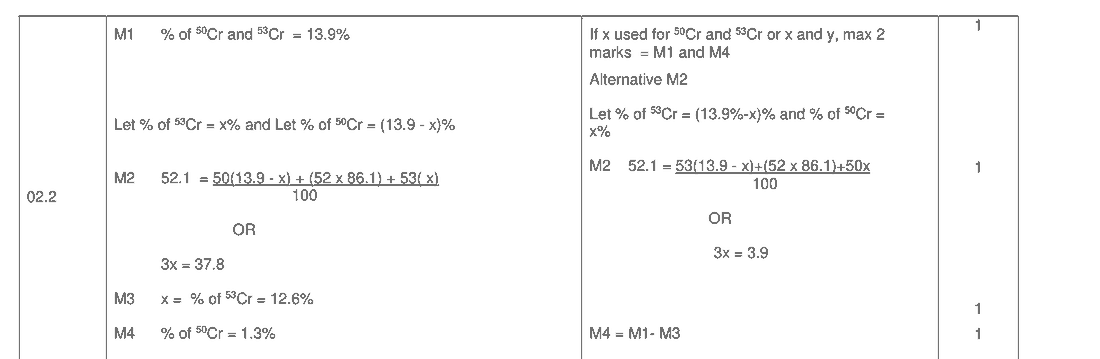 02.2
M1 % of ⁵⁰Cr and ⁵³Cr = 13.9%
Let % of ⁵³Cr = x% and Let % of ⁵⁰Cr = (13.9 - x)%
M2 52.1 = 50(13.9 - x) + (52 x 86.1) + 53( x)
100
OR
3x = 37.8
M3 x = % of ⁵³Cr = 12.6%
M4 % of ⁵⁰Cr = 1.3%
If x used for ⁵⁰Cr and ⁵³Cr or x and y, max 2
marks = M1 and M4
Alternative M2
Let % of ⁵³Cr = (13.9%-x)% and % of ⁵⁰Cr =
x%
M2 52.1 = 53(13.9 - x)+(52 x 86.1)+50x
100
OR
3x = 3.9
M4 = M1- M3
1
1
1
1